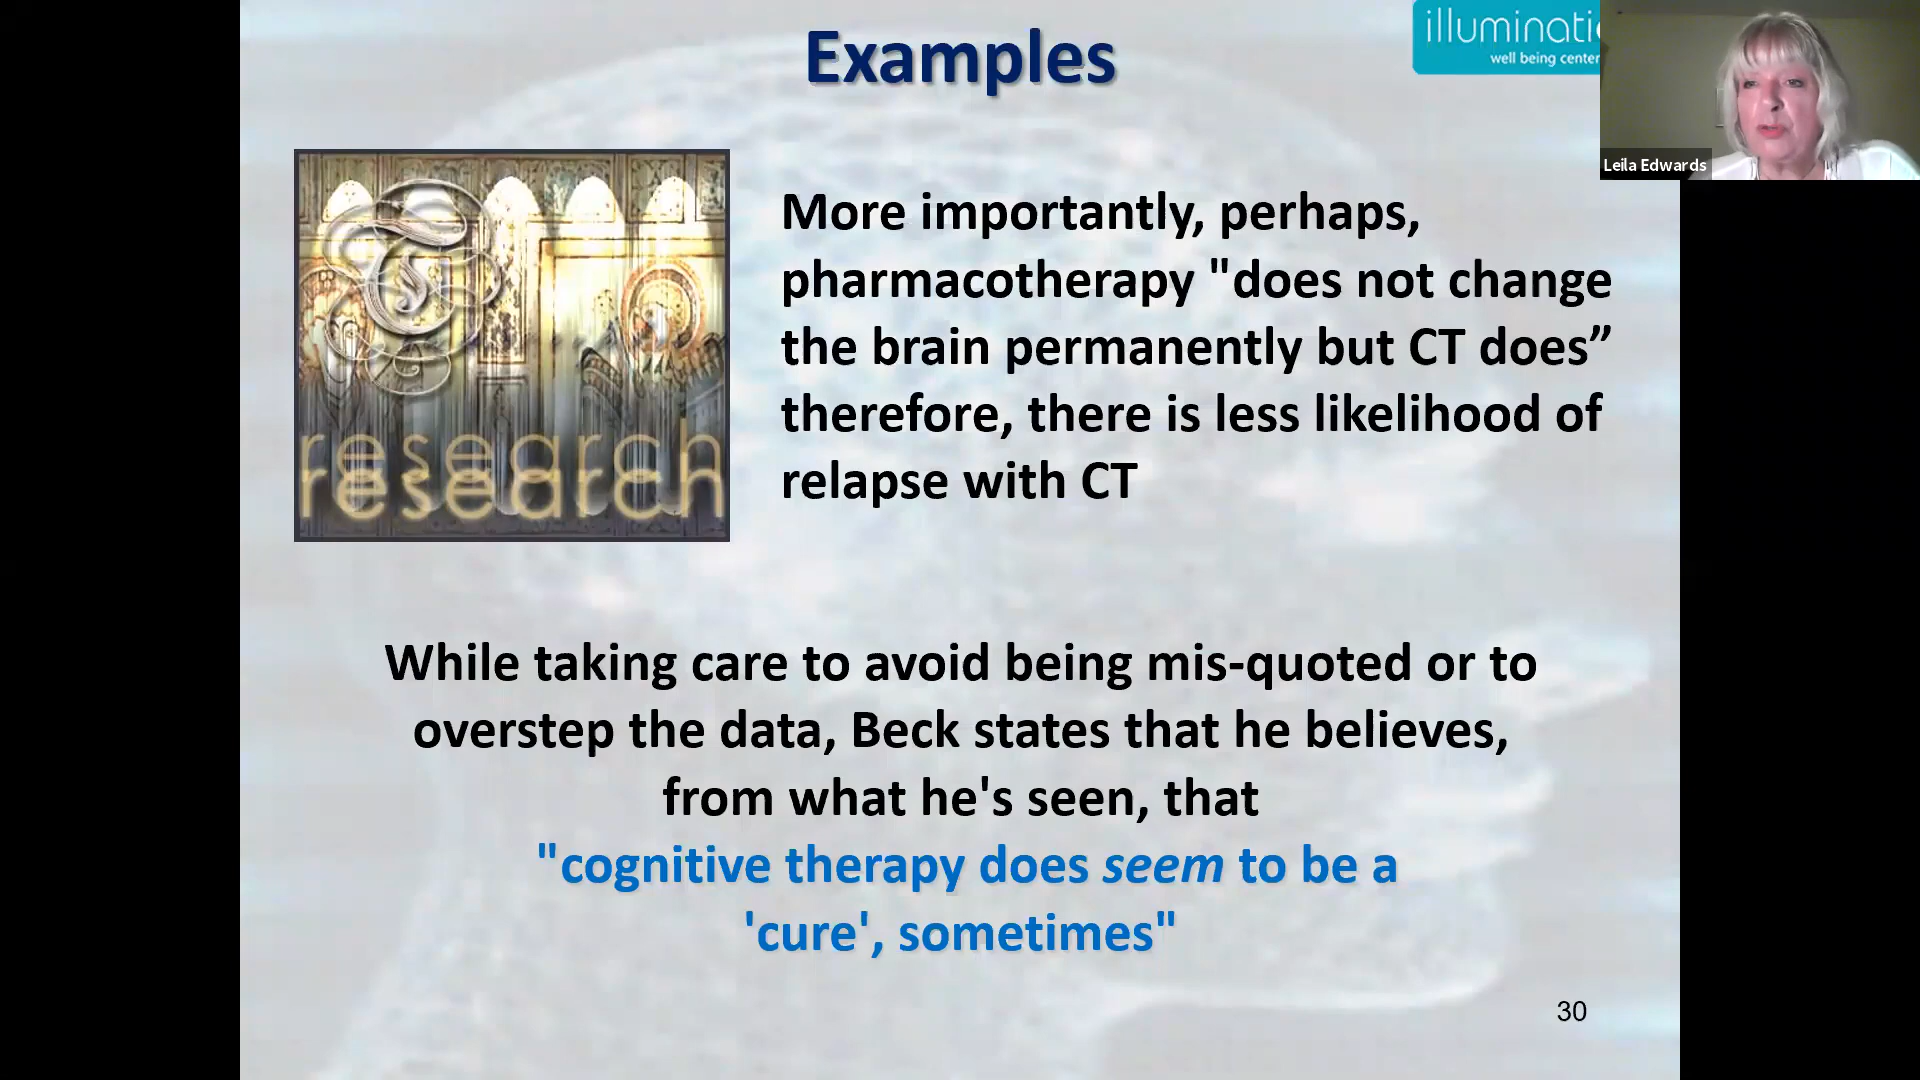 Examples
illuminati
well being center
Leila Edwards
More importantly, perhaps,
pharmacotherapy "does not change
the brain permanently but CT does”
therefore, there is less likelihood of
relapse with CT
research
research
While taking care to avoid being mis-quoted or to
overstep the data, Beck states that he believes,
from what he's seen, that
"cognitive therapy does seem to be a
'cure', sometimes"
30